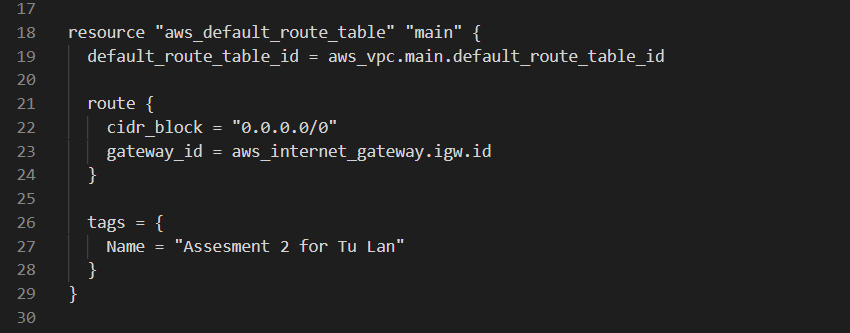 17
18 resource "aws_default_route_table" "main" {
19   default_route_table_id = aws_vpc.main.default_route_table_id
20
21   route {
22     cidr_block = "0.0.0.0/0"
23     gateway_id = aws_internet_gateway.igw.id
24   }
25
26   tags = {
27     Name = "Assesment 2 for Tu Lan"
28   }
29 }
30